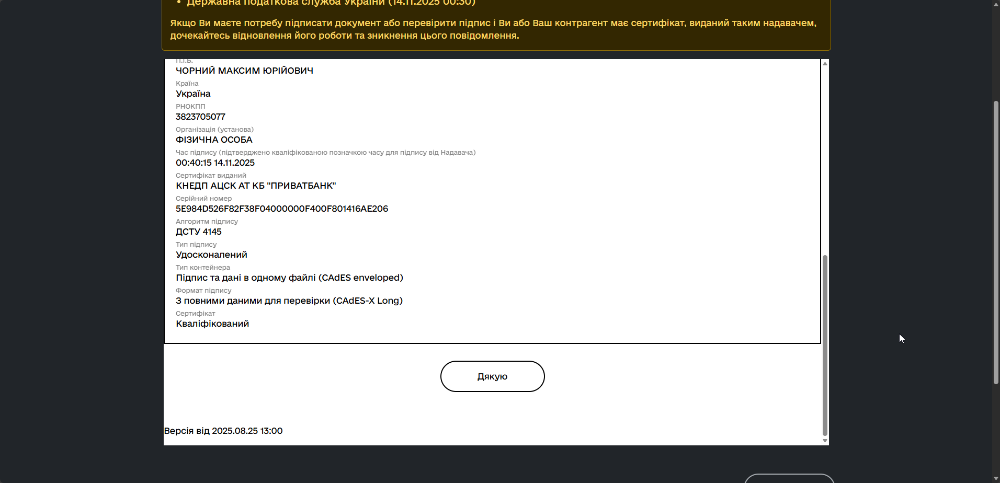 • Державна податкова служба України (14.11.2025 00:30)
Якщо Ви маєте потребу підписати документ або перевірити підпис і Ви або Ваш контрагент має сертифікат, виданий таким надавачем,
дочекайтесь відновлення його роботи та зникнення цього повідомлення.
П.І.Б.
ЧОРНИЙ МАКСИМ ЮРІЙОВИЧ
Країна
Україна
РНОКПП
3823705077
Організація (установа)
ФІЗИЧНА ОСОБА
Час підпису (підтверджено кваліфікованою позначкою часу для підпису від Надавача)
00:40:15 14.11.2025
Сертифікат виданий
КНЕДП АЦСК АТ КБ "ПРИВАТБАНК"
Серійний номер
5E984D526F82F38F04000000F400F801416AE206
Алгоритм підпису
ДСТУ 4145
Тип підпису
Удосконалений
Тип контейнера
Підпис та дані в одному файлі (CAdES enveloped)
Формат підпису
З повними даними для перевірки (CAdES-X Long)
Сертифікат
Кваліфікований
Дякую
Версія від 2025.08.25 13:00